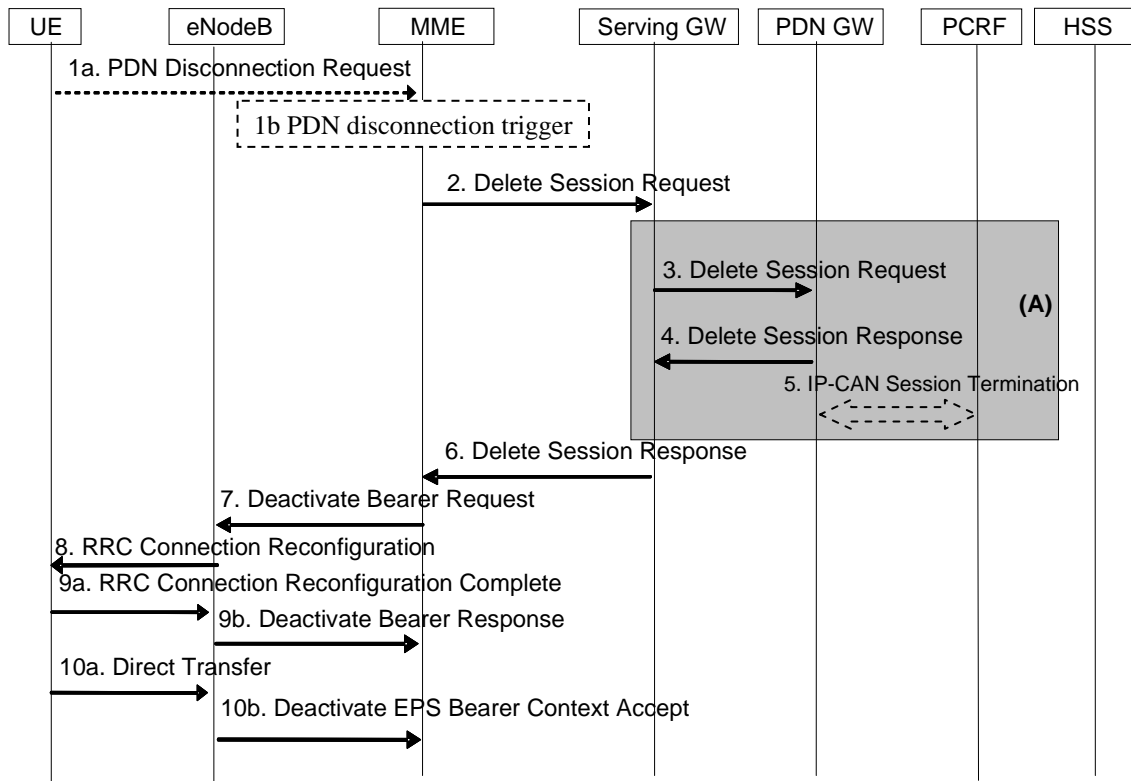 UE eNodeB MME Serving GW PDN GW PCRF HSS
1a. PDN Disconnection Request
1b PDN disconnection trigger
2. Delete Session Request
3. Delete Session Request
(A)
4. Delete Session Response
5. IP-CAN Session Termination
6. Delete Session Response
7. Deactivate Bearer Request
8. RRC Connection Reconfiguration
9a. RRC Connection Reconfiguration Complete
9b. Deactivate Bearer Response
10a. Direct Transfer
10b. Deactivate EPS Bearer Context Accept